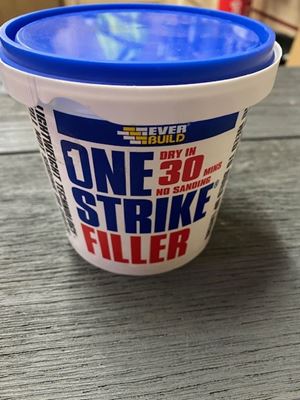 EVER
BUILD
ONE
DRY IN
30 MINS
NO SANDING
STRIKE®
FILLER